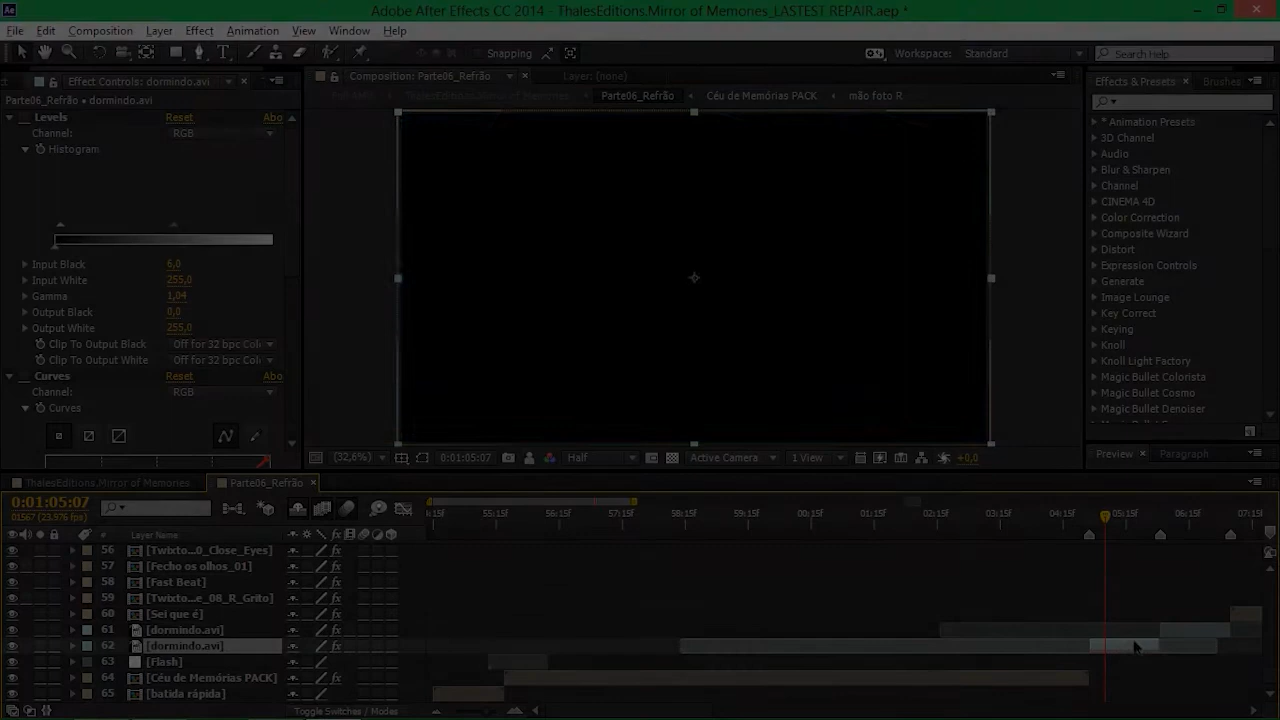 Ae Adobe After Effects CC 2014 - ThalesEditions.Mirror of Memories_LASTEST REPAIR.aep *
File Edit Composition Layer Effect Animation View Window Help
Snapping Workspace: Standard Search Help
Effect Controls: dormindo.avi
Composition: Parte06_Refrão Layer: (none)
Effects & Presets Brushes
Parte06_Refrão • dormindo.avi
Parte06_Refrão Céu de Memórias PACK mão foto R
Levels Reset Abo
Channel: RGB
Histogram
Input Black 6,0
Input White 255,0
Gamma 1,04
Output Black 0,0
Output White 255,0
Clip To Output Black Off for 32 bpc Col
Clip To Output White Off for 32 bpc Col
Curves Reset Abo
Channel: RGB
Curves
* Animation Presets
3D Channel
Audio
Blur & Sharpen
Channel
CINEMA 4D
Color Correction
Composite Wizard
Distort
Expression Controls
Generate
Image Lounge
Key Correct
Keying
Knoll
Knoll Light Factory
Magic Bullet Colorista
Magic Bullet Cosmo
Magic Bullet Denoiser
(32,6%) 0:01:05:07 Half Active Camera 1 View +0,0
Preview Paragraph
ThalesEditions.Mirror of Memories Parte06_Refrão
0:01:05:07
01567 (23.976 fps)
:15f 55:15f 56:15f 57:15f 58:15f 00:15f 02:15f 03:15f 04:15f 05:15f 06:15f 07:15f
# Layer Name
56 [Twixto...0_Close_Eyes]
57 [Fecho os olhos_01]
58 [Fast Beat]
59 [Twixto...e_08_R_Grito]
60 [Sei que é]
61 [dormindo.avi]
62 [dormindo.avi]
63 [Flash]
64 [Céu de Memórias PACK]
65 [batida rápida]
Toggle Switches / Modes